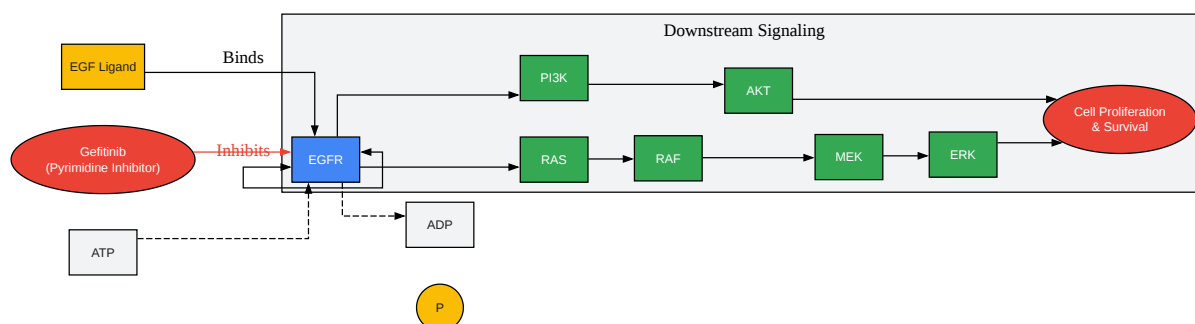 Downstream Signaling
EGF Ligand
Binds
PI3K
AKT
Cell Proliferation
& Survival
Gefitinib
(Pyrimidine Inhibitor)
Inhibits
EGFR
RAS
RAF
MEK
ERK
ADP
ATP
P